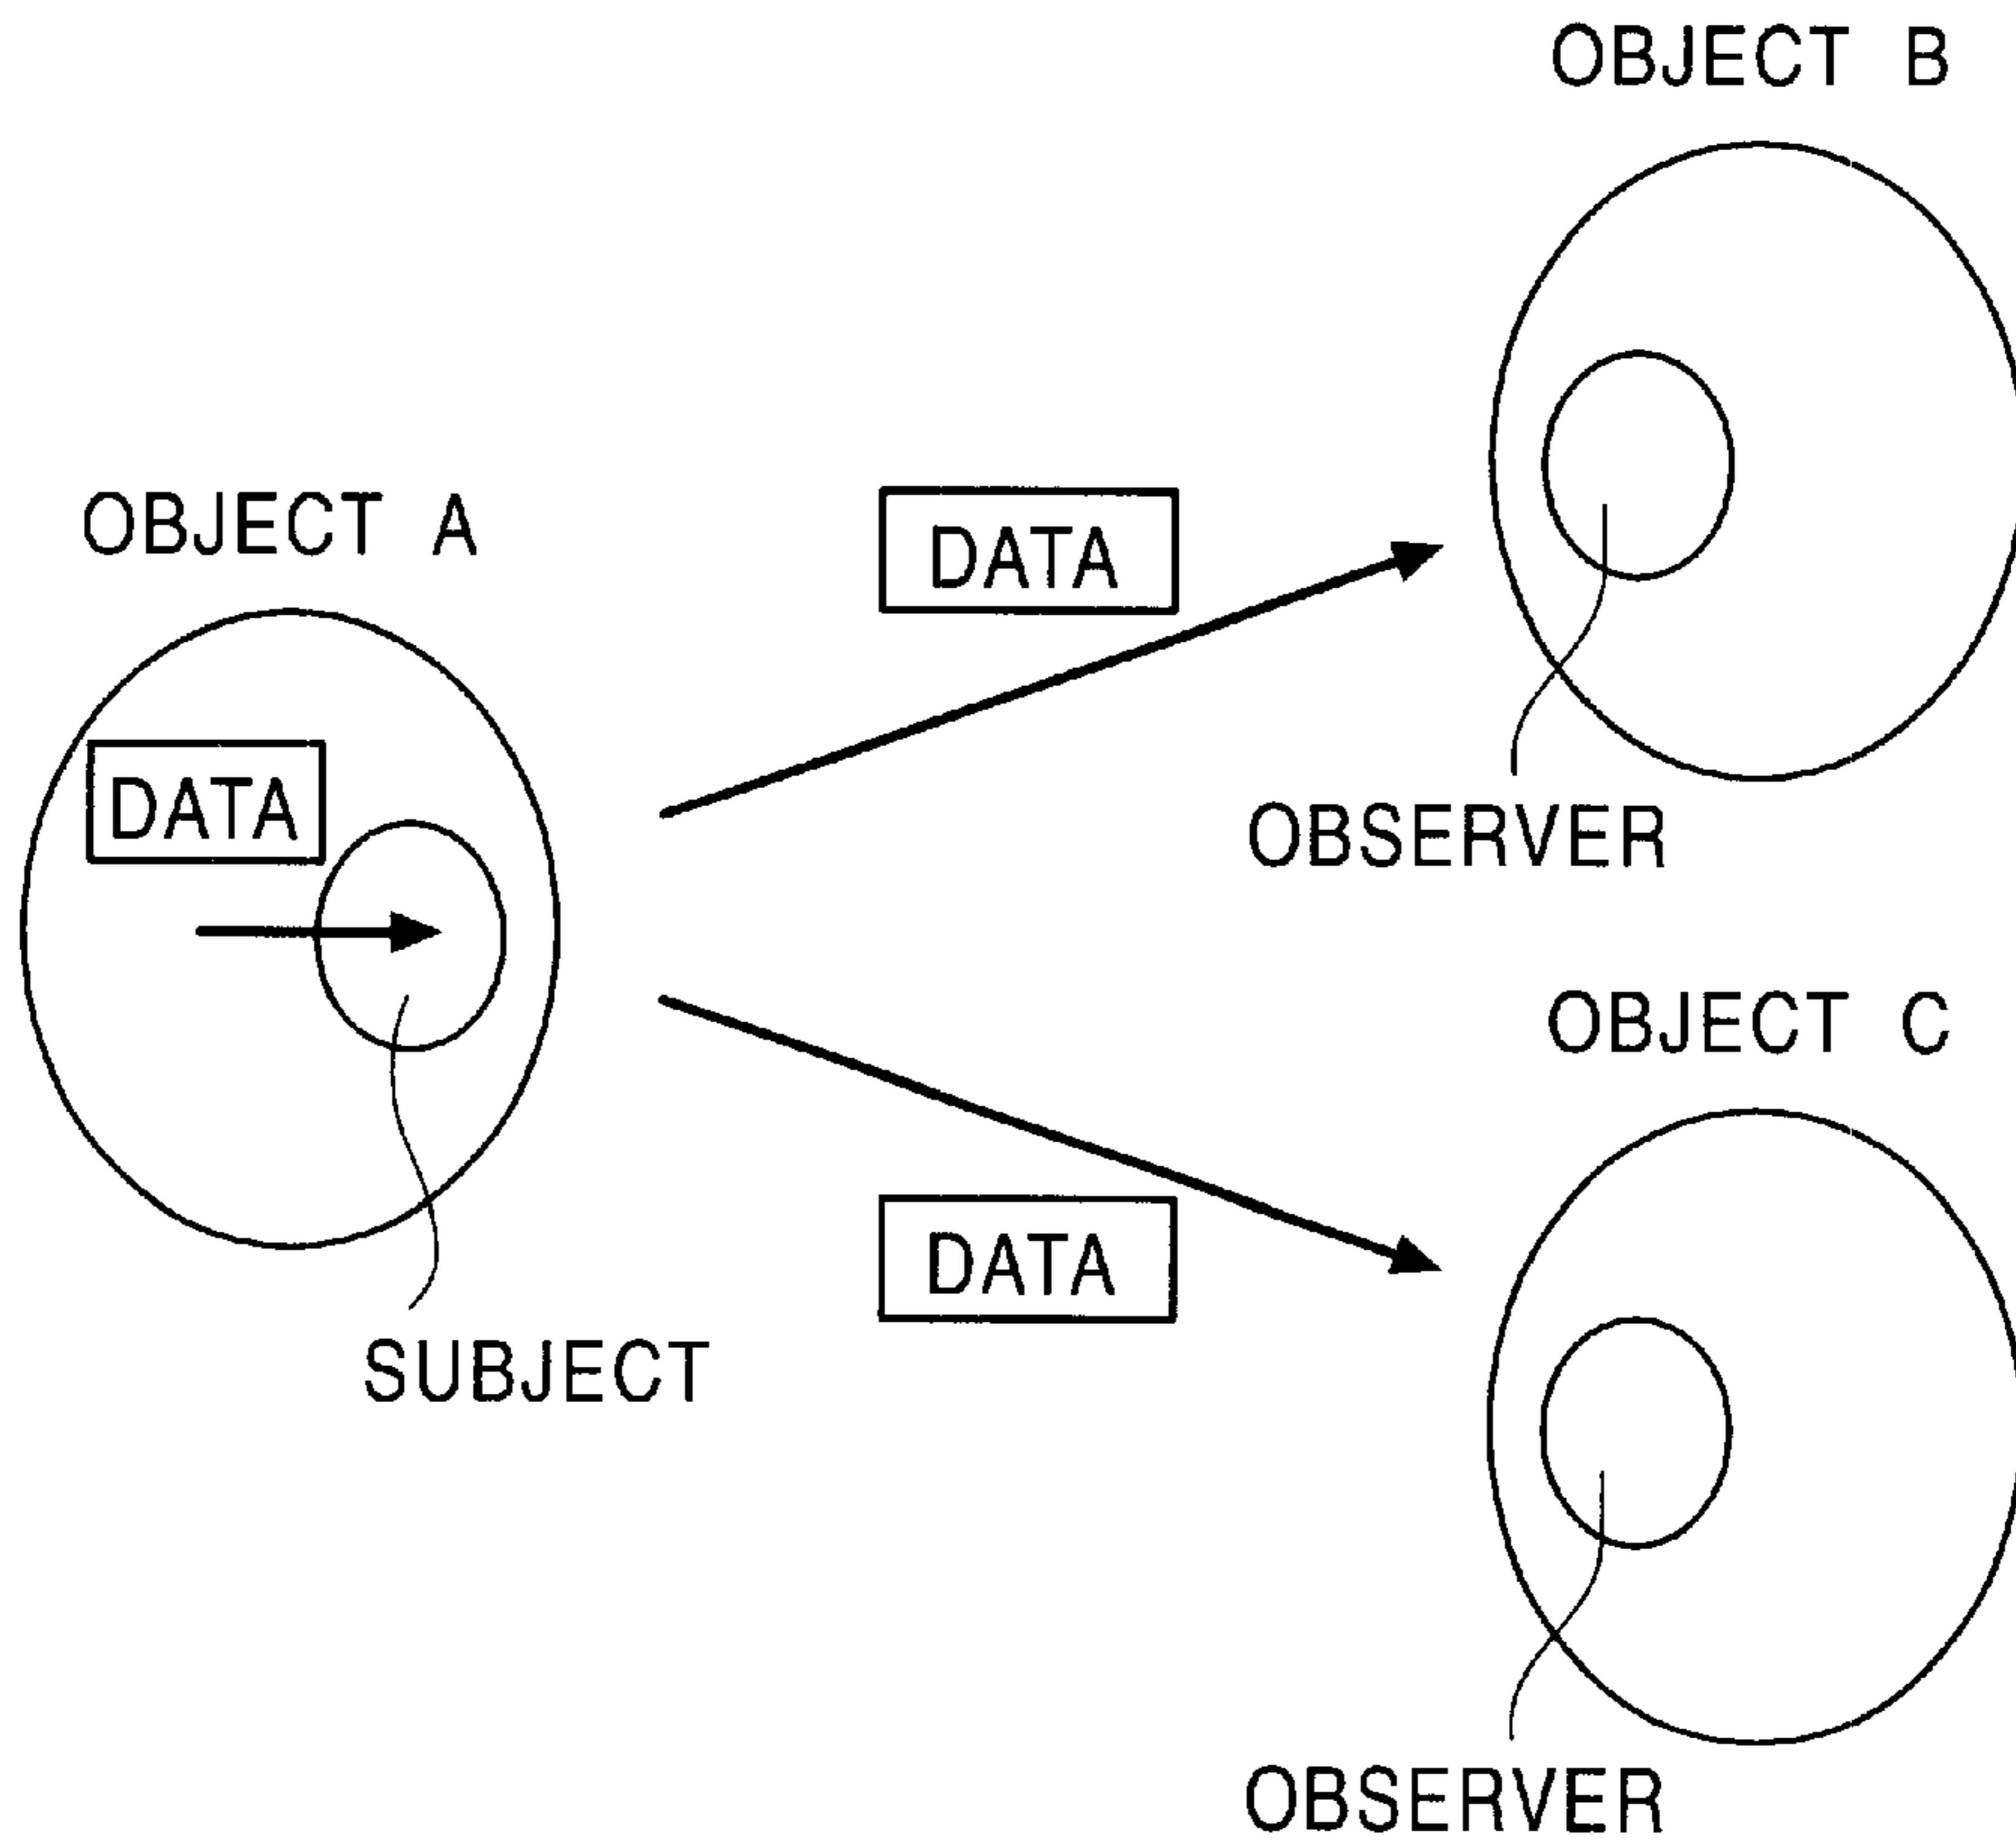 OBJECT B
OBJECT A
DATA
DATA
OBSERVER
OBJECT C
DATA
SUBJECT
OBSERVER